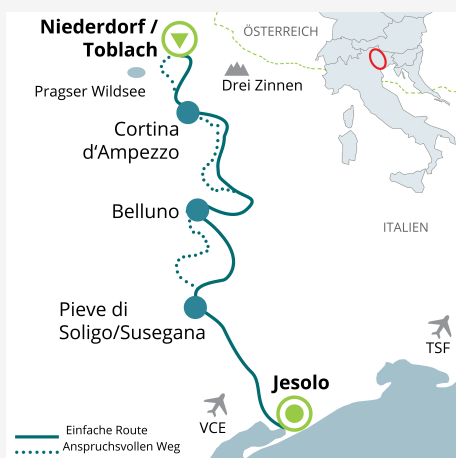 Niederdorf /
Toblach
ÖSTERREICH
Pragser Wildsee
Drei Zinnen
Cortina
d‘Ampezzo
Belluno
ITALIEN
Pieve di
Soligo/Susegana
TSF
Jesolo
VCE
Einfache Route
Anspruchsvollen Weg